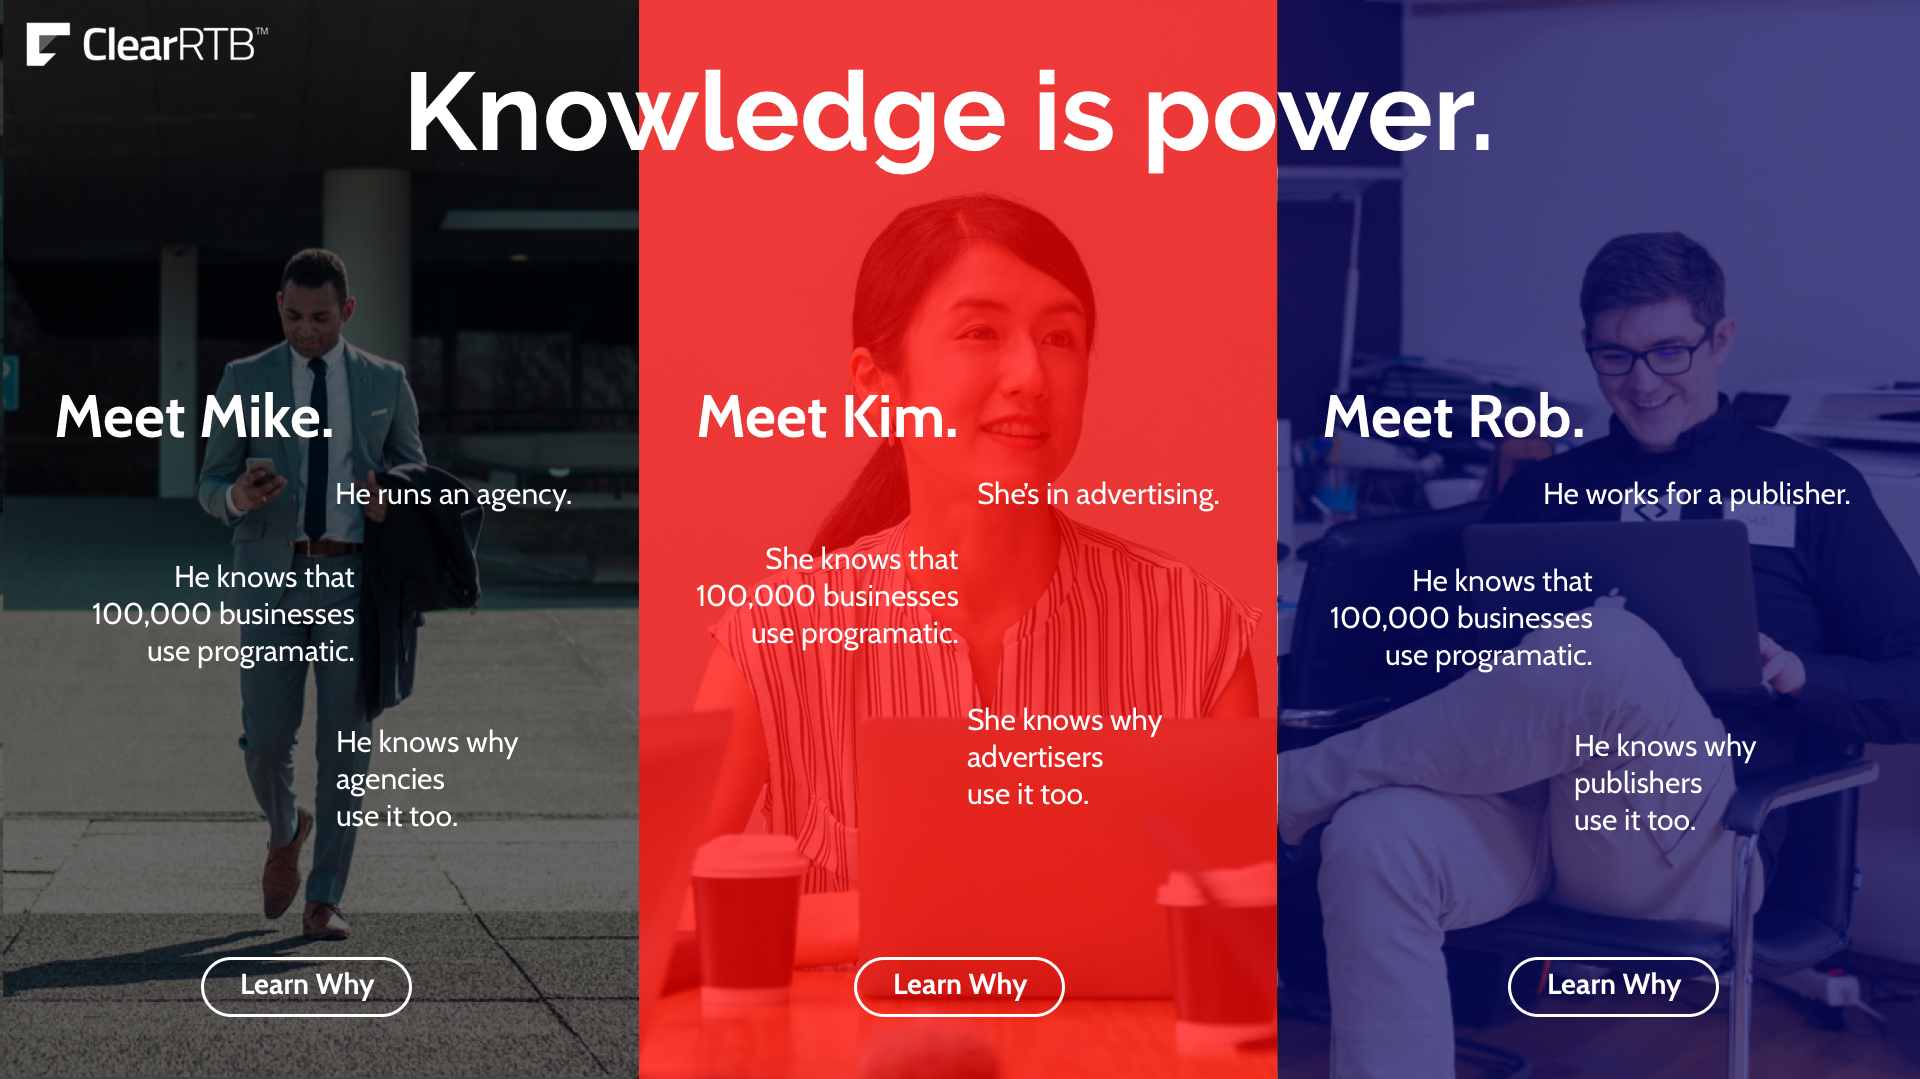 ClearRTB™
Knowledge is power.
Meet Mike.
He runs an agency.
He knows that
100,000 businesses
use programatic.
He knows why
agencies
use it too.
Learn Why
Meet Kim.
She's in advertising.
She knows that
100,000 businesses
use programatic.
She knows why
advertisers
use it too.
Learn Why
Meet Rob.
He works for a publisher.
He knows that
100,000 businesses
use programatic.
He knows why
publishers
use it too.
Learn Why